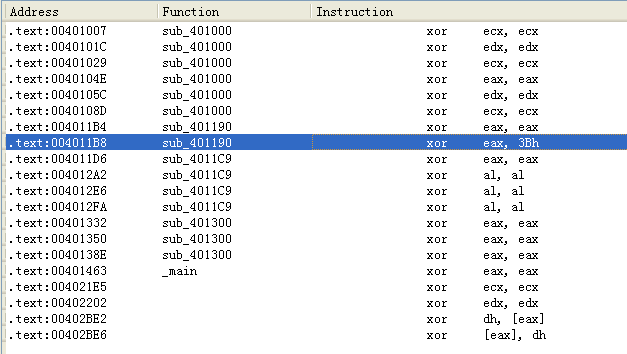 Address Function Instruction
.text:00401007 sub_401000 xor ecx, ecx
.text:0040101C sub_401000 xor edx, edx
.text:00401029 sub_401000 xor ecx, ecx
.text:0040104E sub_401000 xor eax, eax
.text:0040105C sub_401000 xor edx, edx
.text:0040108D sub_401000 xor ecx, ecx
.text:004011B4 sub_401190 xor eax, eax
.text:004011B8 sub_401190 xor eax, 3Bh
.text:004011D6 sub_4011C9 xor eax, eax
.text:004012A2 sub_4011C9 xor al, al
.text:004012E6 sub_4011C9 xor al, al
.text:004012FA sub_4011C9 xor al, al
.text:00401332 sub_401300 xor eax, eax
.text:00401350 sub_401300 xor eax, eax
.text:0040138E sub_401300 xor eax, eax
.text:00401463 _main xor eax, eax
.text:004021E5 xor ecx, ecx
.text:00402202 xor edx, edx
.text:00402BE2 xor dh, [eax]
.text:00402BE6 xor [eax], dh